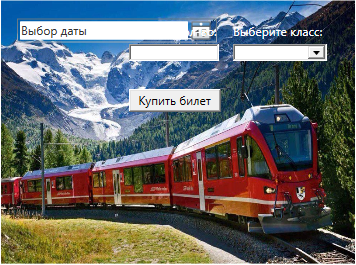 Выбор даты
Выберите класс:
Купить билет